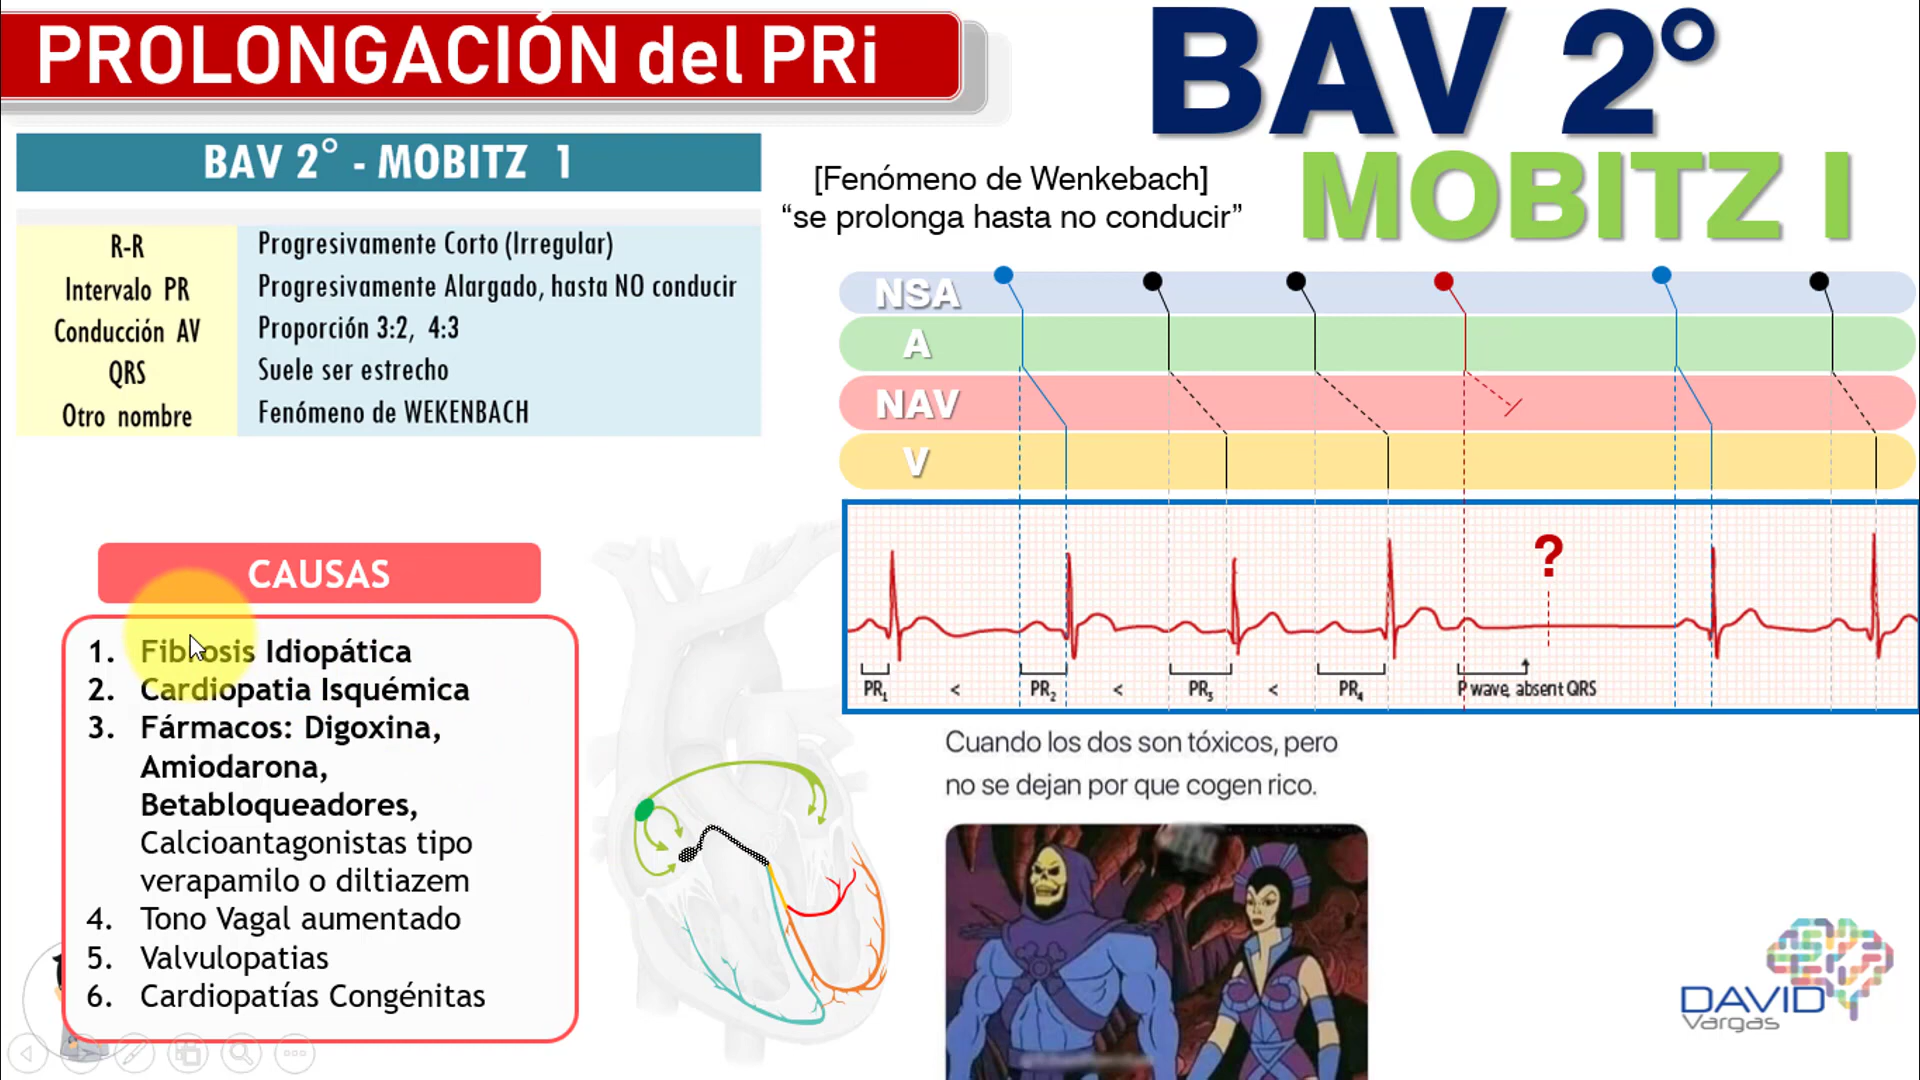 PROLONGACIÓN del PRi
BAV 2°
MOBITZ I
BAV 2° - MOBITZ 1
[Fenómeno de Wenkebach]
“se prolonga hasta no conducir”
R-R Progresivamente Corto (Irregular)
Intervalo PR Progresivamente Alargado, hasta NO conducir
Conducción AV Proporción 3:2, 4:3
QRS Suele ser estrecho
Otro nombre Fenómeno de WEKENBACH
NSA
A
NAV
V
?
PR1 < PR2 < PR3 < PR4 P wave, absent QRS
CAUSAS
1. Fibrosis Idiopática
2. Cardiopatia Isquémica
3. Fármacos: Digoxina,
Amiodarona,
Betabloqueadores,
Calcioantagonistas tipo
verapamilo o diltiazem
4. Tono Vagal aumentado
5. Valvulopatias
6. Cardiopatías Congénitas
Cuando los dos son tóxicos, pero
no se dejan por que cogen rico.
DAVID
Vargas